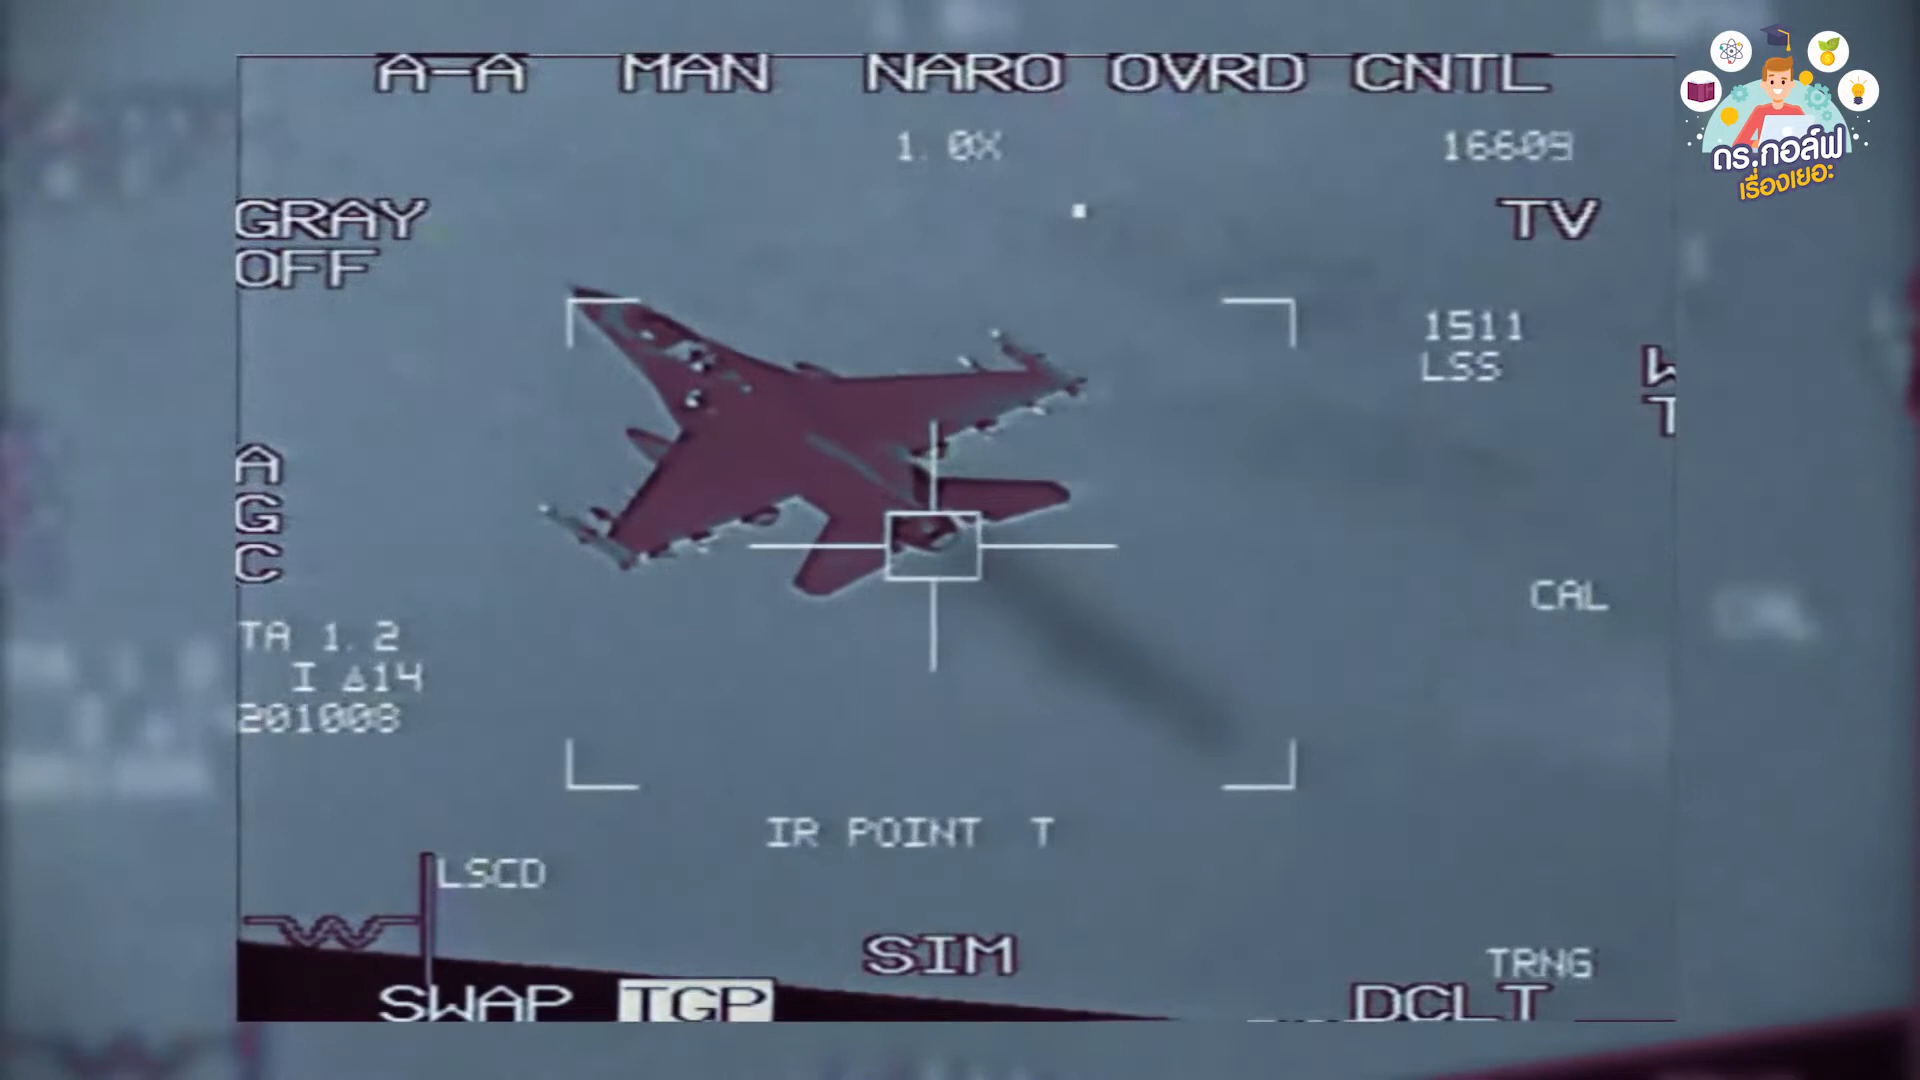 A-A MAN NARO OVRD CNTL
1.0X 16609
GRAY TV
OFF
1511
LSS
W
T
A
G
C
CAL
TA 1.2
I △14
201008
IR POINT T
LSCD
SIM
TRNG
SWAP TGP DCLT
ดร.กอล์ฟ
เรื่องเยอะ